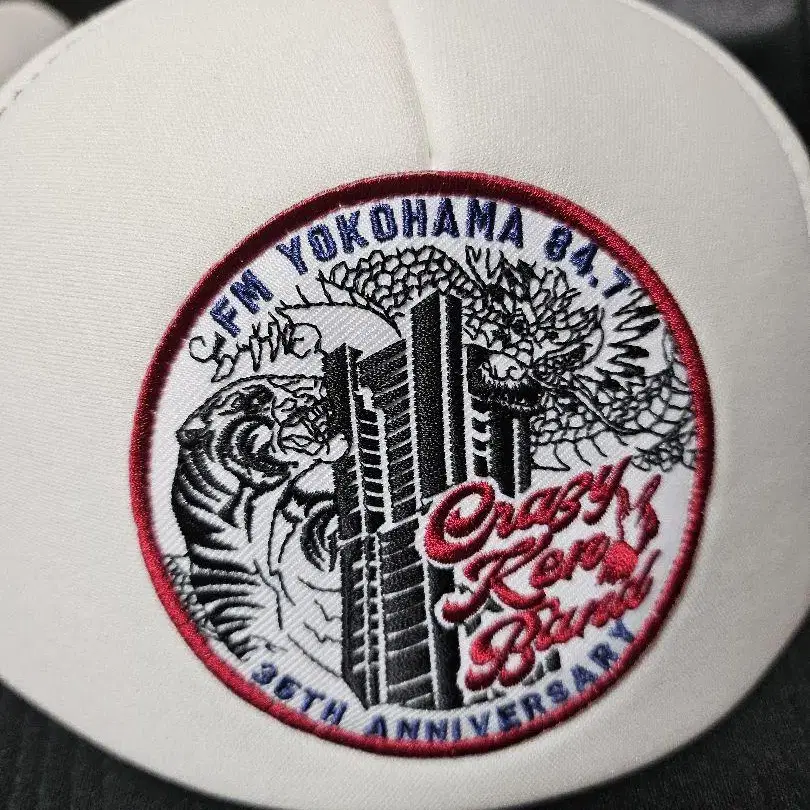 FM YOKOHAMA 84.7
Crazy
Ken
Band
35TH ANNIVERSARY